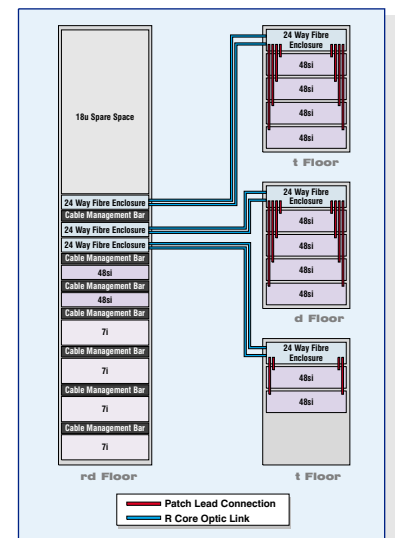 18u Spare Space
24 Way Fibre Enclosure
Cable Management Bar
24 Way Fibre Enclosure
24 Way Fibre Enclosure
Cable Management Bar
48si
Cable Management Bar
48si
Cable Management Bar
7i
Cable Management Bar
7i
Cable Management Bar
7i
Cable Management Bar
7i
rd Floor
24 Way Fibre
Enclosure
48si
48si
48si
48si
t Floor
24 Way Fibre
Enclosure
48si
48si
48si
48si
d Floor
24 Way Fibre
Enclosure
48si
48si
t Floor
Patch Lead Connection
R Core Optic Link